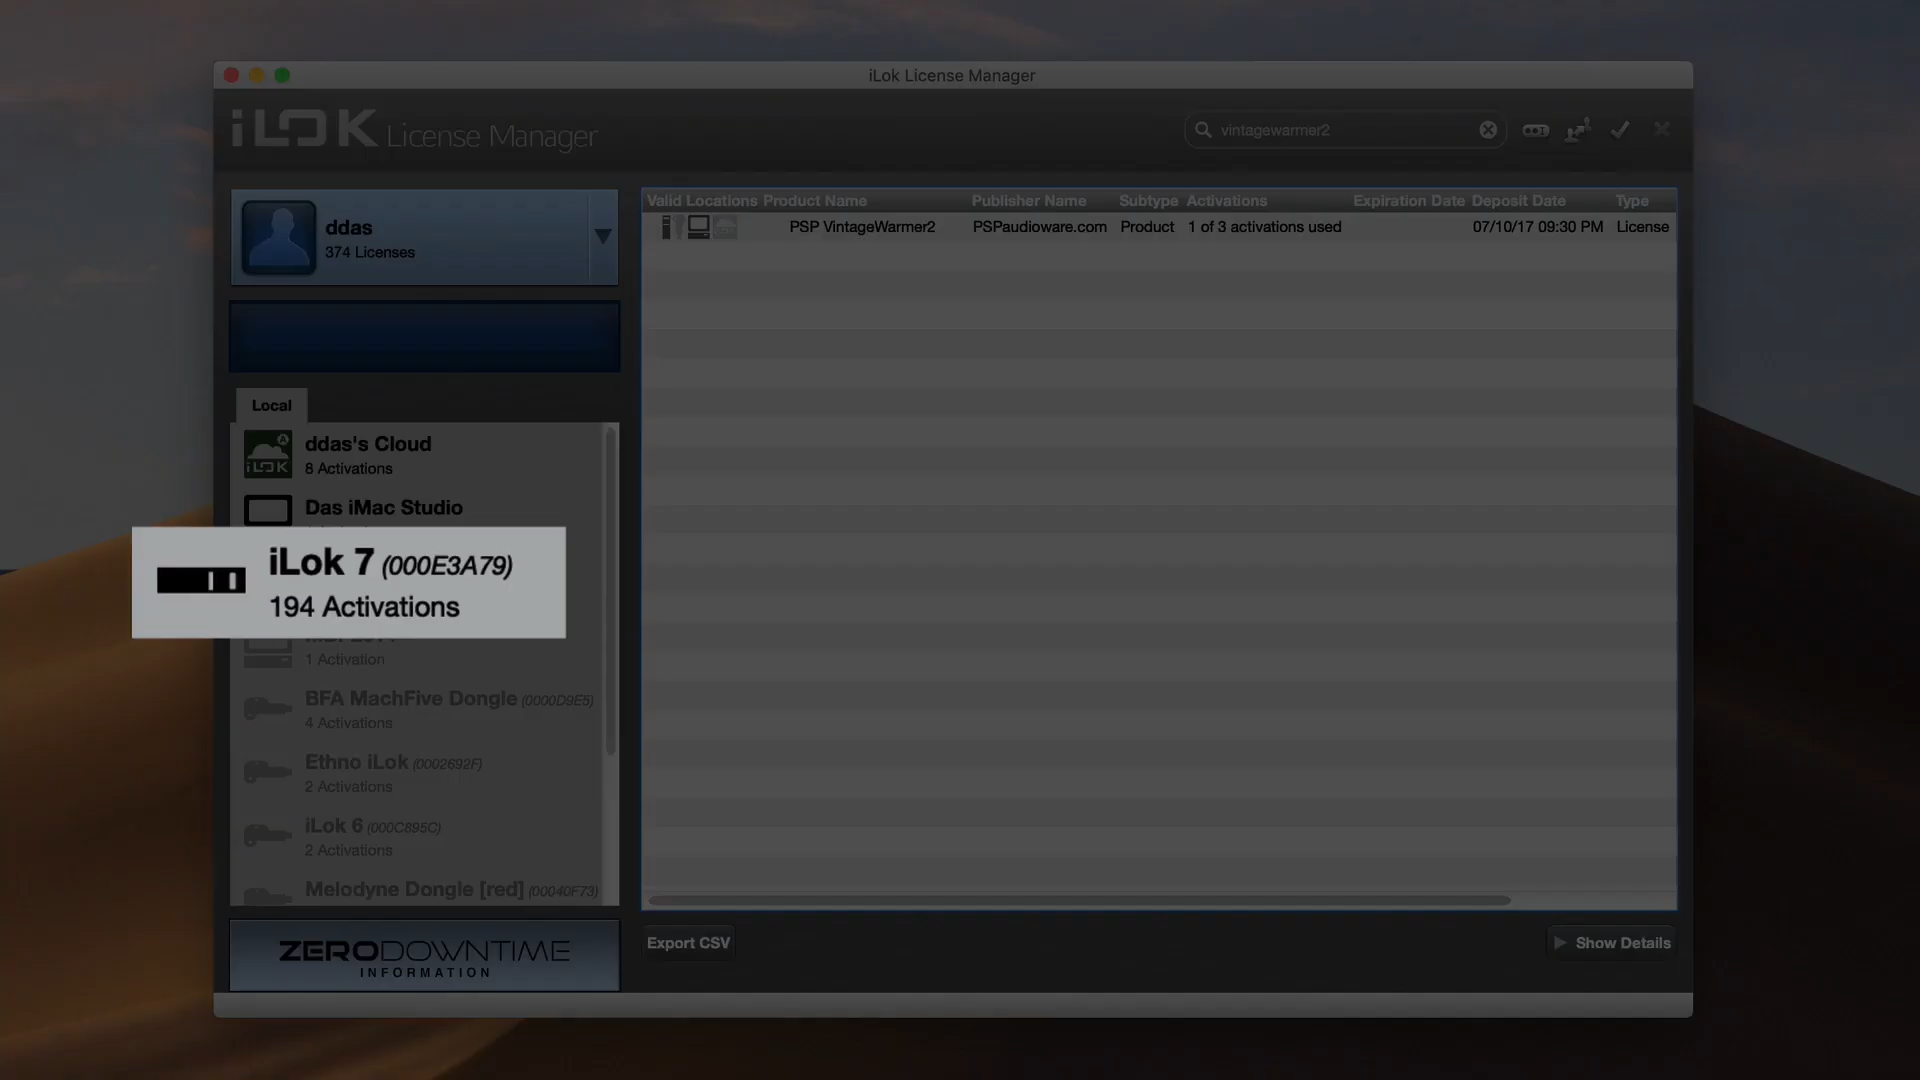 iLok License Manager
iLOK License Manager
vintagewarmer2
ddas
374 Licenses
Local
ddas's Cloud
iLOK
8 Activations
Das iMac Studio
iLok 7 (000E3A79)
194 Activations
1 Activation
BFA MachFive Dongle (0000D9E5)
4 Activations
Ethno iLok (0002692F)
2 Activations
iLok 6 (000C895C)
2 Activations
Melodyne Dongle [red] (00040F73)
ZERODOWNTIME
INFORMATION
Valid Locations Product Name Publisher Name Subtype Activations Expiration Date Deposit Date Type
PSP VintageWarmer2 PSPaudioware.com Product 1 of 3 activations used 07/10/17 09:30 PM License
Export CSV
Show Details